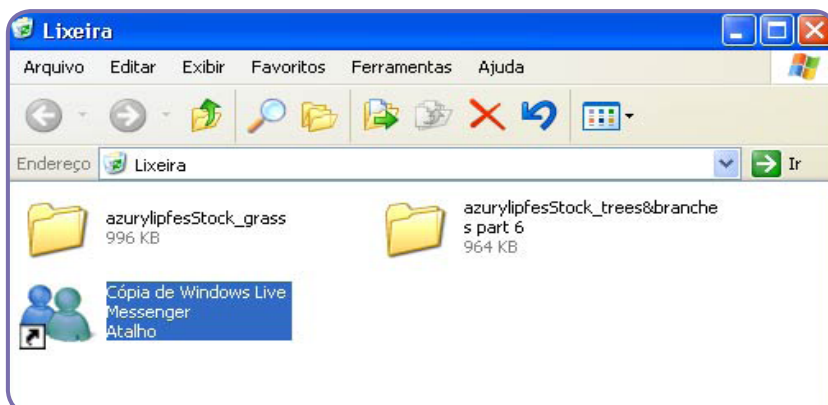 Lixeira
Arquivo Editar Exibir Favoritos Ferramentas Ajuda
Endereço Lixeira Ir
azurylipfesStock_grass
996 KB
azurylipfesStock_trees&branche
s part 6
964 KB
Cópia de Windows Live
Messenger
Atalho